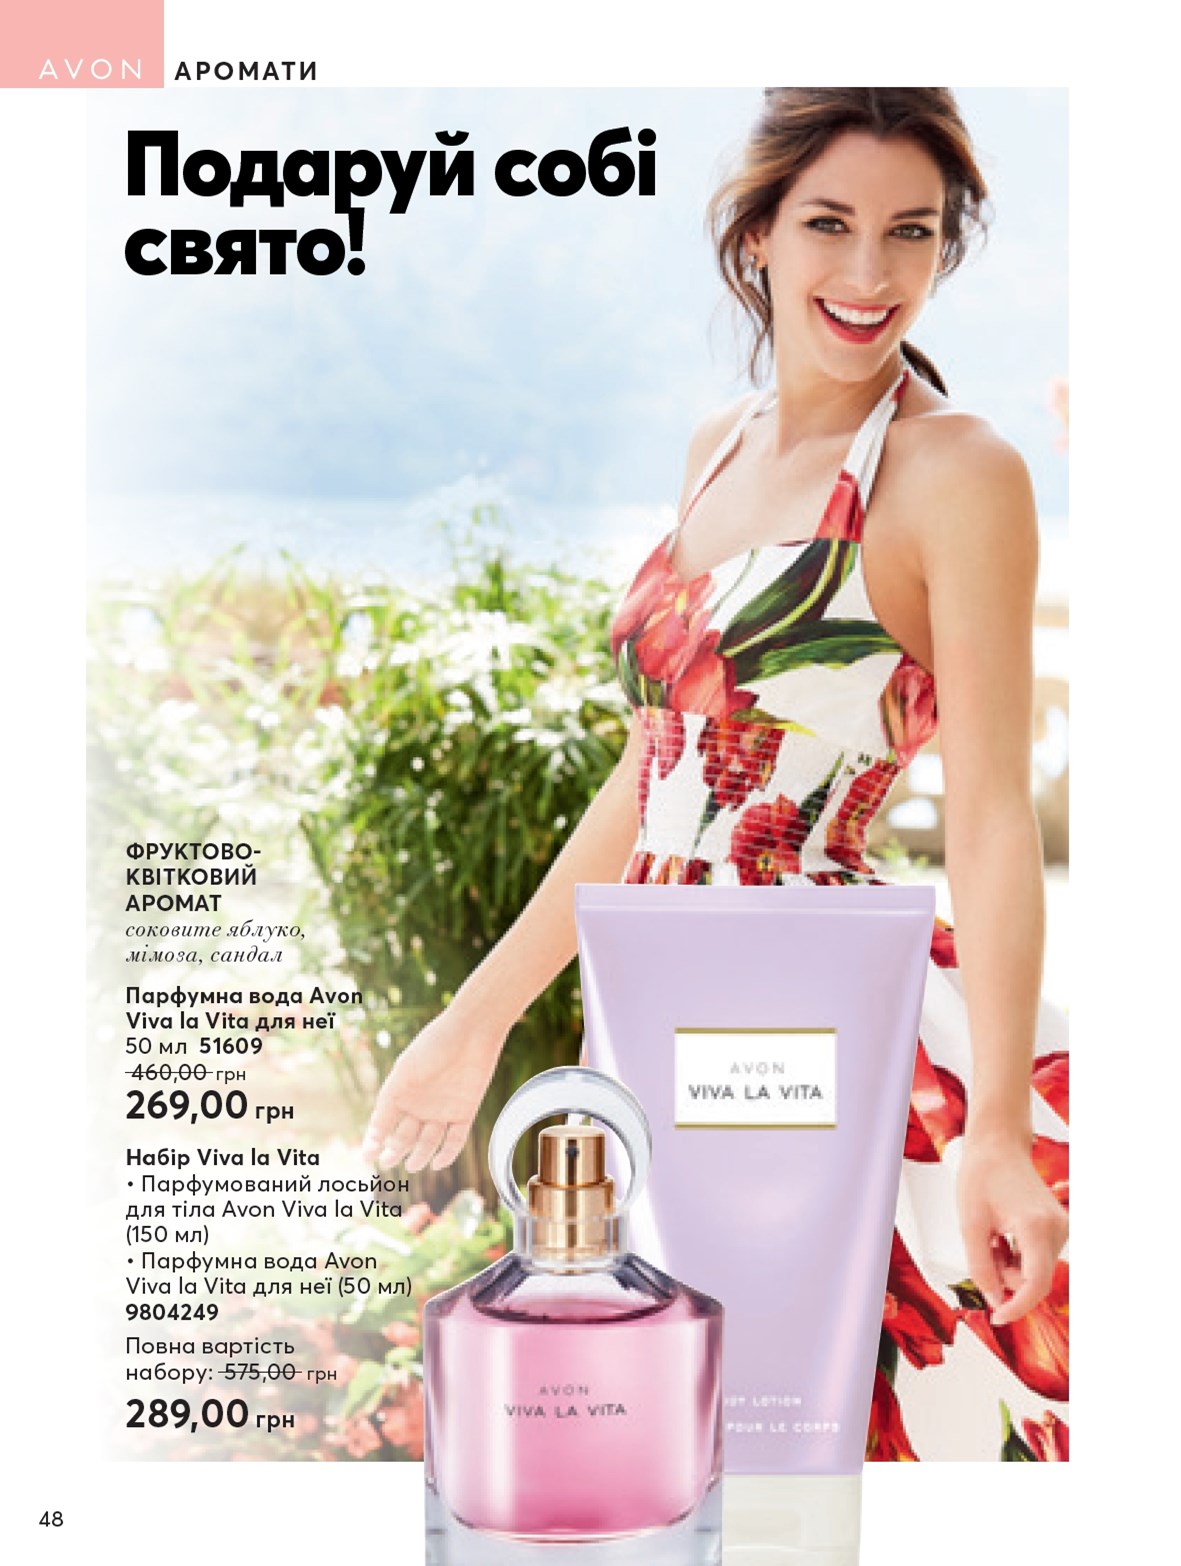 AVON АРОМАТИ
Подаруй собі
свято!
ФРУКТОВО-
КВІТКОВИЙ
АРОМАТ
соковите яблуко,
мімоза, сандал
Парфумна вода Avon
Viva la Vita для неї
50 мл 51609
460,00 грн
269,00 грн
Набір Viva la Vita
• Парфумований лосьйон
для тіла Avon Viva la Vita
(150 мл)
• Парфумна вода Avon
Viva la Vita для неї (50 мл)
9804249
Повна вартість
набору: 575,00 грн
289,00 грн
AVON
VIVA LA VITA
AVON
VIVA LA VITA
LOTION
POUR LE CORPS
48